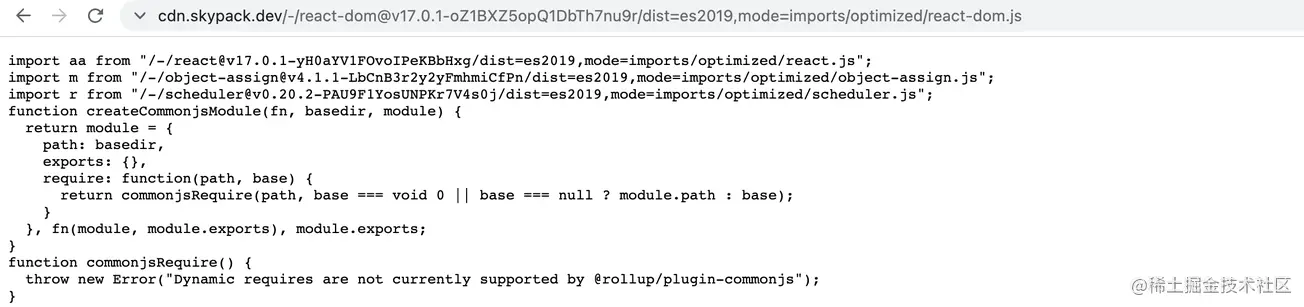 cdn.skypack.dev/-/react-dom@v17.0.1-oZ1BXZ5opQ1DbTh7nu9r/dist=es2019,mode=imports/optimized/react-dom.js
import aa from "/-/react@v17.0.1-yH0aYV1FOvoIPeKBbHxg/dist=es2019,mode=imports/optimized/react.js";
import m from "/-/object-assign@v4.1.1-LbCnB3r2y2yFmhmiCfPn/dist=es2019,mode=imports/optimized/object-assign.js";
import r from "/-/scheduler@v0.20.2-PAU9F1YosUNPKr7V4s0j/dist=es2019,mode=imports/optimized/scheduler.js";
function createCommonjsModule(fn, basedir, module) {
  return module = {
    path: basedir,
    exports: {},
    require: function(path, base) {
      return commonjsRequire(path, base === void 0 || base === null ? module.path : base);
    }
  }, fn(module, module.exports), module.exports;
}
function commonjsRequire() {
  throw new Error("Dynamic requires are not currently supported by @rollup/plugin-commonjs");
}
@稀土掘金技术社区